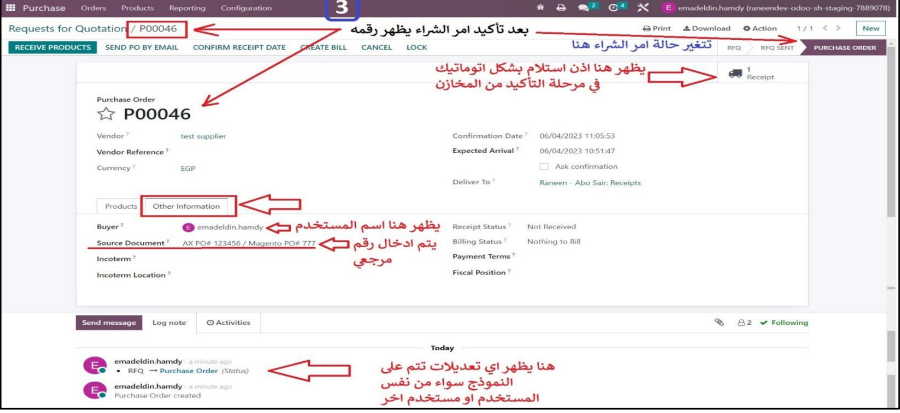 Purchase Orders Products Reporting Configuration 3 2 4 emadeldin.hamdy (raneendev-odoo-sh-staging-7889078)
Requests for Quotation / P00046 بعد تأكيد امر الشراء يظهر رقمه Print Download Action 1 / 1 New
RECEIVE PRODUCTS SEND PO BY EMAIL CONFIRM RECEIPT DATE CREATE BILL CANCEL LOCK تتغير حالة امر الشراء هنا RFQ RFQ SENT PURCHASE ORDER
يظهر هنا اذن استلام بشكل اتوماتيك
في مرحلة التأكيد من المخازن
1
Receipt
Purchase Order
P00046
Vendor ? test supplier Confirmation Date ? 06/04/2023 11:05:53
Vendor Reference ? Expected Arrival ? 06/04/2023 10:51:47
Currency ? EGP Ask confirmation
Deliver To ? Raneen - Abo Sair: Receipts
Products Other Information
Buyer ? E emadeldin.hamdy يظهر هنا اسم المستخدم Receipt Status ? Not Received
Source Document ? AX PO# 123456 / Magento PO# 777 يتم ادخال رقم Billing Status ? Nothing to Bill
Incoterm ? مرجعي Payment Terms ?
Incoterm Location ? Fiscal Position ?
Send message Log note Activities 2 Following
Today
E emadeldin.hamdy - a minute ago
• RFQ → Purchase Order (Status)
E emadeldin.hamdy - a minute ago
Purchase Order created
هنا يظهر اي تعديلات تتم على
النموذج سواء من نفس
المستخدم او مستخدم اخر